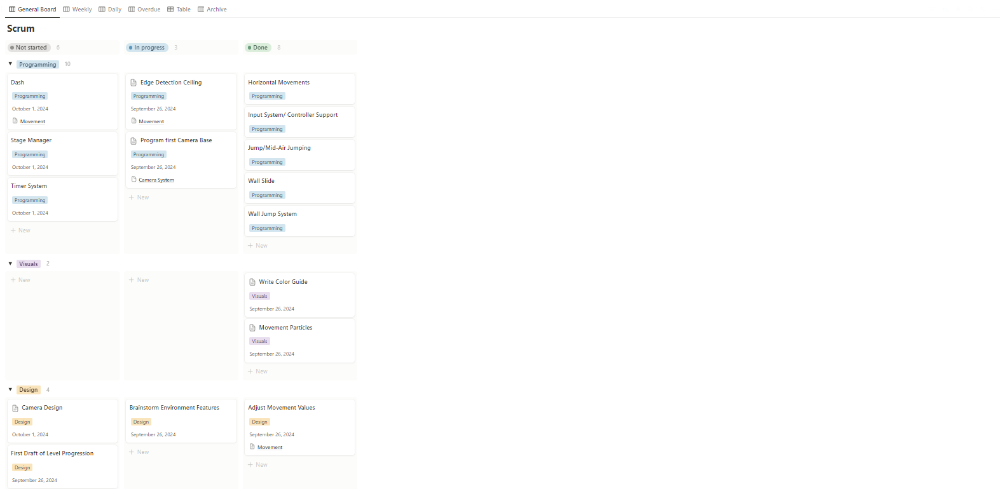 General Board Weekly Daily Overdue Table Archive
Scrum
Not started 6 In progress 3 Done 8
Programming 10
Dash
Programming
October 1, 2024
Movement
Stage Manager
Programming
October 1, 2024
Timer System
Programming
October 1, 2024
+ New
Edge Detection Ceiling
Programming
September 26, 2024
Movement
Program first Camera Base
Programming
September 26, 2024
Camera System
+ New
Horizontal Movements
Programming
Input System/ Controller Support
Programming
Jump/Mid-Air Jumping
Programming
Wall Slide
Programming
Wall Jump System
Programming
+ New
Visuals 2
+ New
+ New
Write Color Guide
Visuals
September 26, 2024
Movement Particles
Visuals
September 26, 2024
+ New
Design 4
Camera Design
Design
October 1, 2024
First Draft of Level Progression
Design
September 26, 2024
Brainstorm Environment Features
Design
September 26, 2024
+ New
Adjust Movement Values
Design
September 26, 2024
Movement
+ New